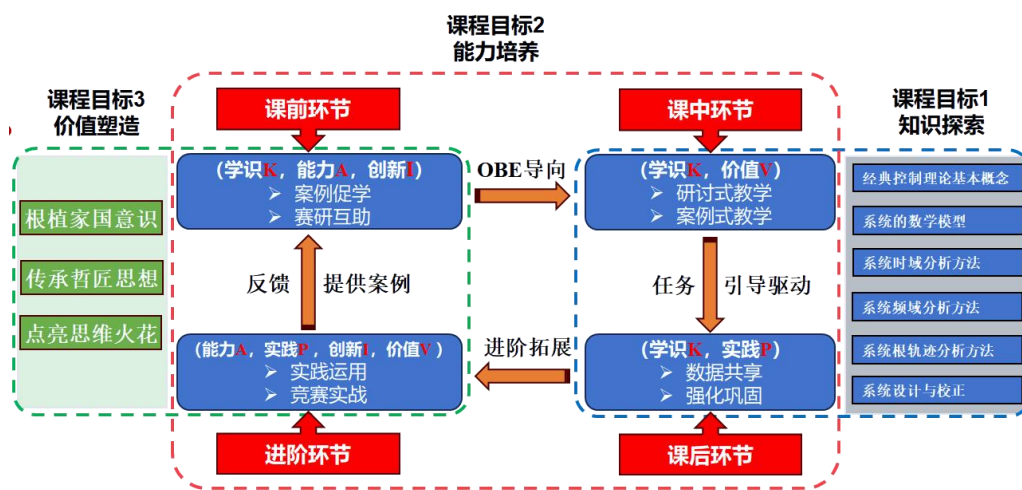 课程目标2
能力培养
课程目标3
价值塑造
课程目标1
知识探索
课前环节
课中环节
(学识K，能力A，创新I)
➢ 案例促学
➢ 赛研互助
OBE导向
(学识K，价值V)
➢ 研讨式教学
➢ 案例式教学
根植家国意识
传承哲匠思想
点亮思维火花
反馈 提供案例
任务 引导驱动
经典控制理论基本概念
系统的数学模型
系统时域分析方法
系统频域分析方法
系统根轨迹分析方法
系统设计与校正
(能力A，实践P，创新I，价值V)
➢ 实践运用
➢ 竞赛实战
进阶拓展
(学识K，实践P)
➢ 数据共享
➢ 强化巩固
进阶环节
课后环节